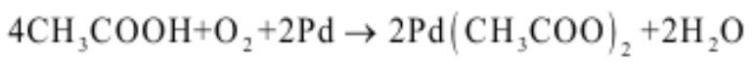 4CH₃COOH+O₂+2Pd → 2Pd(CH₃COO)₂ +2H₂O